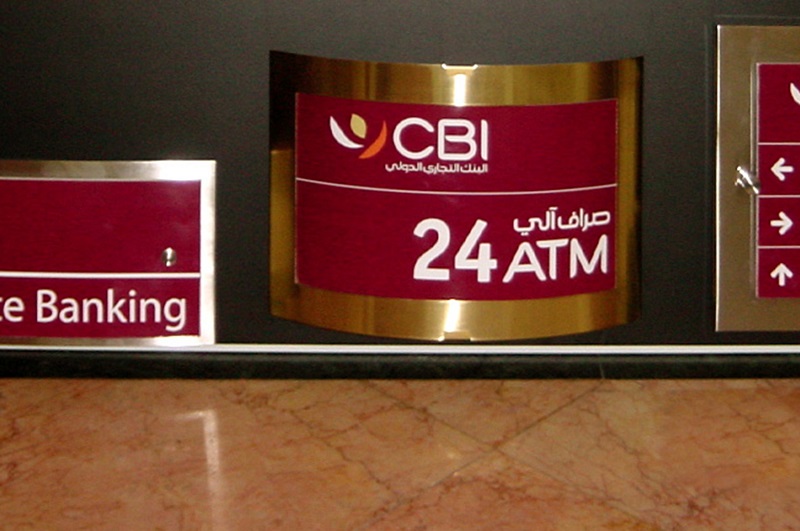 te Banking
CBI
البنك التجاري الدولي
صراف آلي
24 ATM